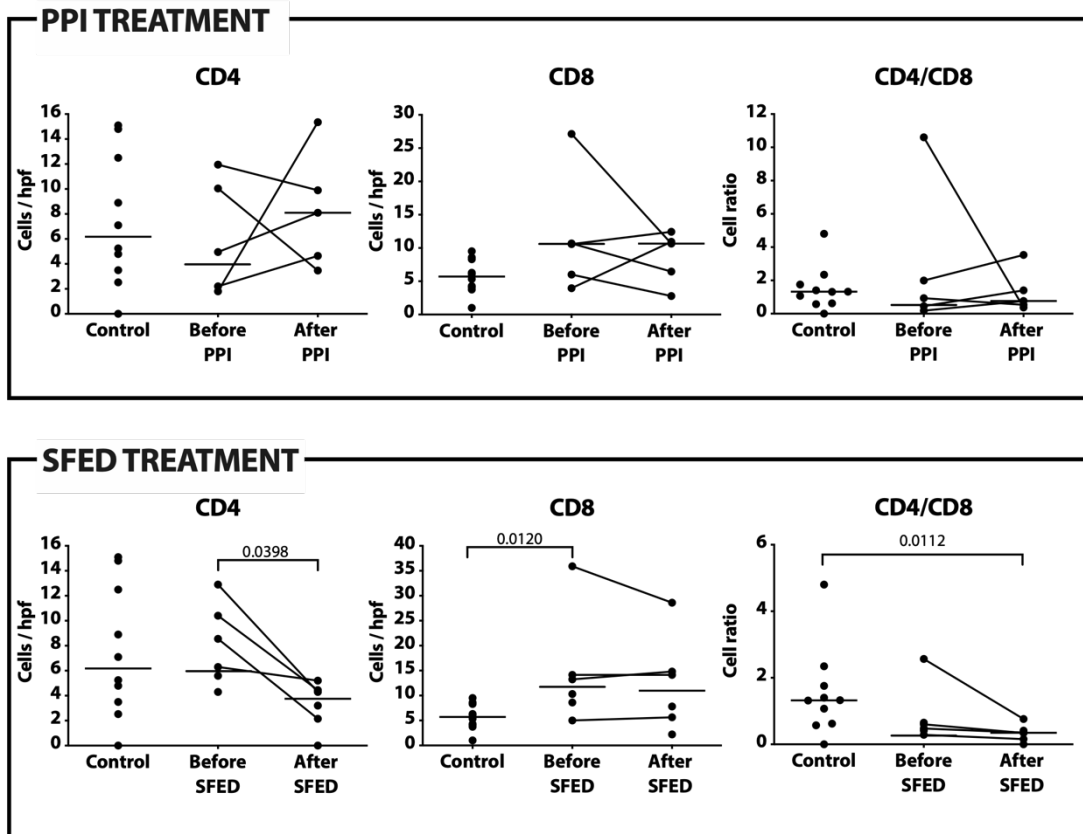 PPI TREATMENT
CD4
CD8
CD4/CD8
Cells / hpf
16
14
12
10
8
6
4
2
0
Control
Before
PPI
After
PPI
Cells / hpf
30
25
20
15
10
5
0
Control
Before
PPI
After
PPI
Cell ratio
12
10
8
6
4
2
0
Control
Before
PPI
After
PPI
SFED TREATMENT
CD4
CD8
CD4/CD8
Cells / hpf
16
14
12
10
8
6
4
2
0
0.0398
Control
Before
SFED
After
SFED
Cells / hpf
40
35
30
25
20
15
10
5
0
0.0120
Control
Before
SFED
After
SFED
Cell ratio
6
4
2
0
0.0112
Control
Before
SFED
After
SFED